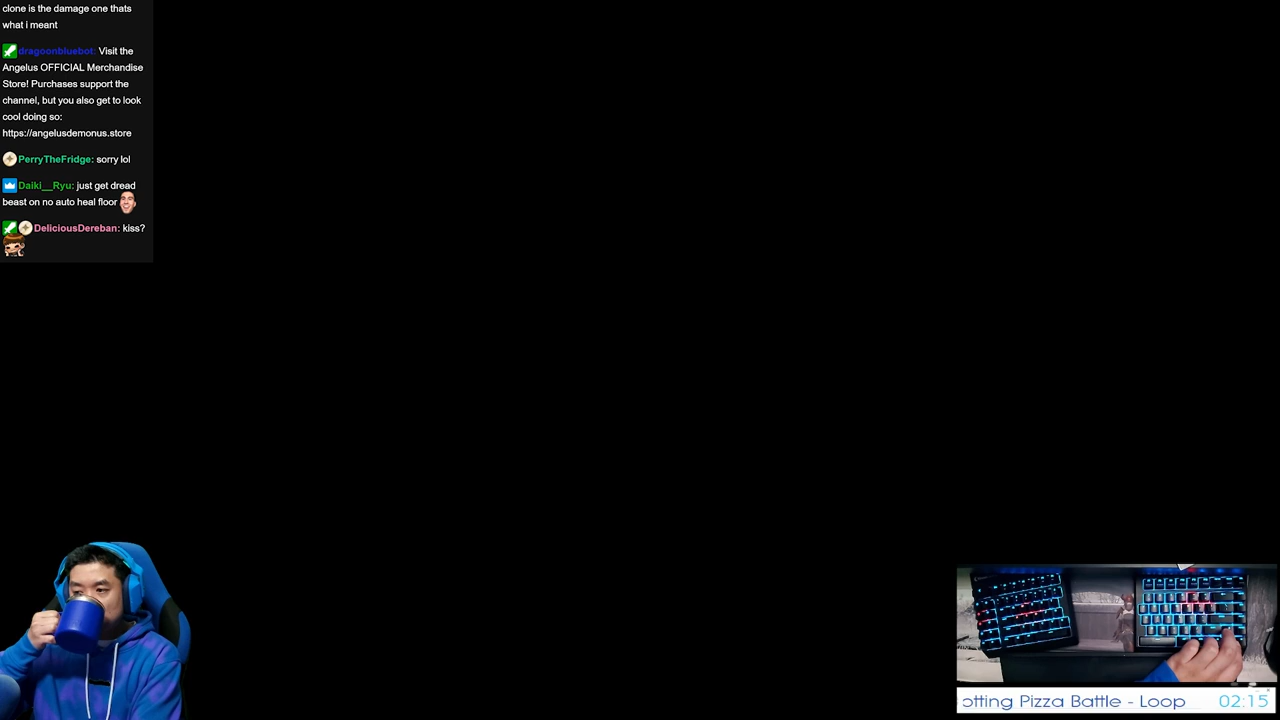 clone is the damage one thats
what i meant
dragoonbluebot: Visit the
Angelus OFFICIAL Merchandise
Store! Purchases support the
channel, but you also get to look
cool doing so:
https://angelusdemonus.store
PerryTheFridge: sorry lol
Daiki__Ryu: just get dread
beast on no auto heal floor
DeliciousDereban: kiss?
otting Pizza Battle - Loop 02:15